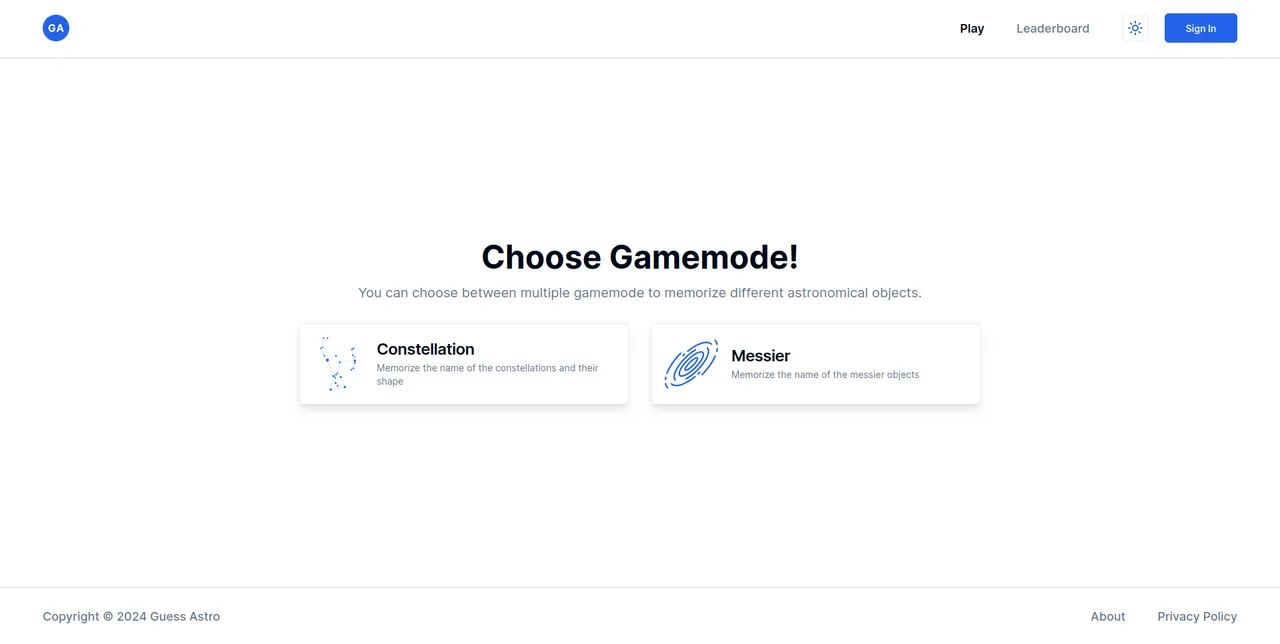 GA
Play
Leaderboard
Sign In
Choose Gamemode!
You can choose between multiple gamemode to memorize different astronomical objects.
Constellation
Memorize the name of the constellations and their
shape
Messier
Memorize the name of the messier objects
Copyright © 2024 Guess Astro
About
Privacy Policy